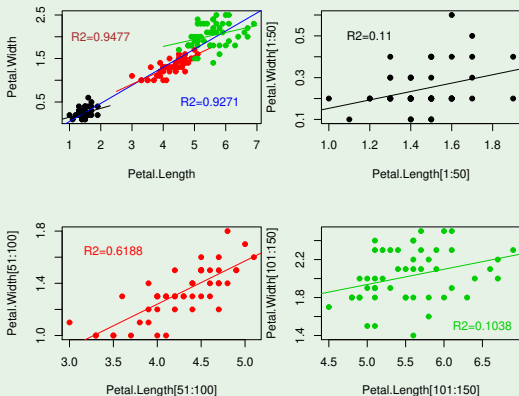 R2=0.9477
R2=0.9271
Petal.Width
0.5 1.5 2.5
1 2 3 4 5 6 7
Petal.Length
R2=0.11
Petal.Width[1:50]
0.1 0.3 0.5
1.0 1.2 1.4 1.6 1.8
Petal.Length[1:50]
R2=0.6188
Petal.Width[51:100]
1.0 1.4 1.8
3.0 3.5 4.0 4.5 5.0
Petal.Length[51:100]
R2=0.1038
Petal.Width[101:150]
1.4 1.8 2.2
4.5 5.0 5.5 6.0 6.5
Petal.Length[101:150]